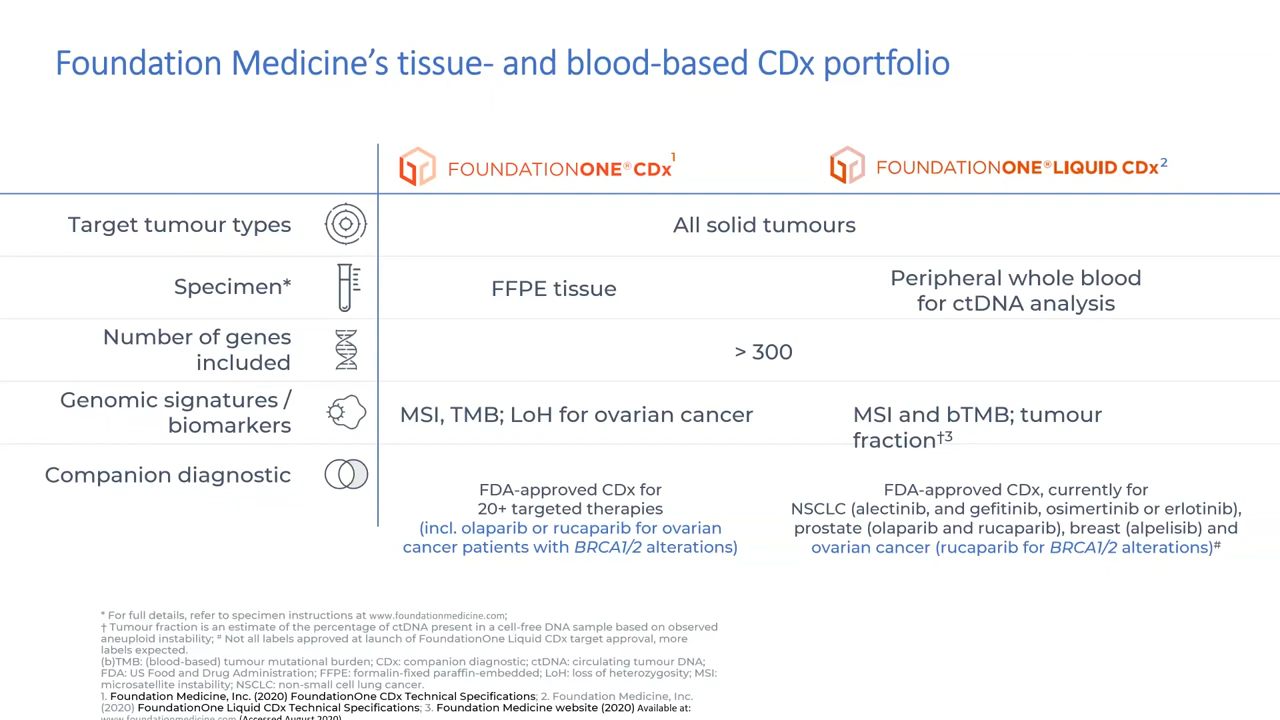 Foundation Medicine's tissue- and blood-based CDx portfolio
FOUNDATIONONE®CDx1
FOUNDATIONONE®LIQUID CDx2
Target tumour types
All solid tumours
Specimen*
FFPE tissue
Peripheral whole blood
for ctDNA analysis
Number of genes
included
> 300
Genomic signatures /
biomarkers
MSI, TMB; LoH for ovarian cancer
MSI and bTMB; tumour
fraction†3
Companion diagnostic
FDA-approved CDx for
20+ targeted therapies
(incl. olaparib or rucaparib for ovarian
cancer patients with BRCA1/2 alterations)
FDA-approved CDx, currently for
NSCLC (alectinib, and gefitinib, osimertinib or erlotinib),
prostate (olaparib and rucaparib), breast (alpelisib) and
ovarian cancer (rucaparib for BRCA1/2 alterations)#
* For full details, refer to specimen instructions at www.foundationmedicine.com;
† Tumour fraction is an estimate of the percentage of ctDNA present in a cell-free DNA sample based on observed
aneuploid instability; # Not all labels approved at launch of FoundationOne Liquid CDx target approval, more
labels expected.
(b)TMB: (blood-based) tumour mutational burden; CDx: companion diagnostic; ctDNA: circulating tumour DNA;
FDA: US Food and Drug Administration; FFPE: formalin-fixed paraffin-embedded; LoH: loss of heterozygosity; MSI:
microsatellite instability; NSCLC: non-small cell lung cancer.
1. Foundation Medicine, Inc. (2020) FoundationOne CDx Technical Specifications; 2. Foundation Medicine, Inc.
(2020) FoundationOne Liquid CDx Technical Specifications; 3. Foundation Medicine website (2020) Available at:
www.foundationmedicine.com (Accessed August 2020)